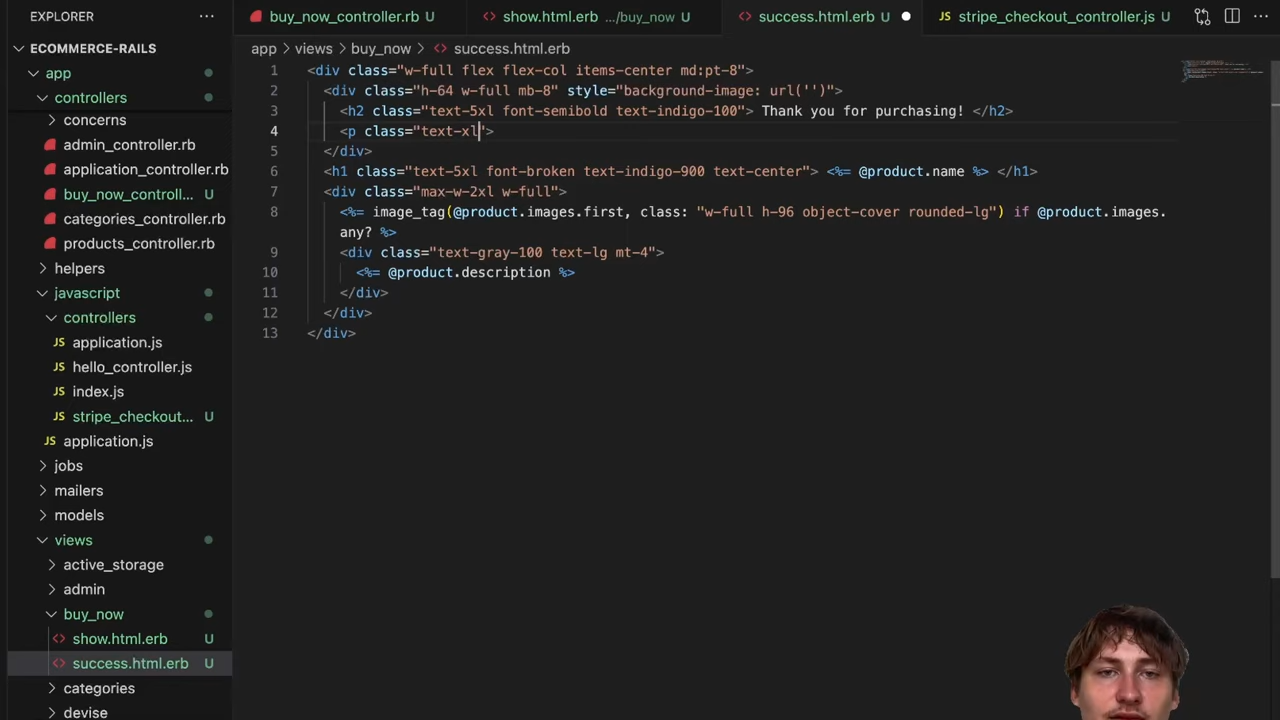 EXPLORER
ECOMMERCE-RAILS
app
controllers
concerns
admin_controller.rb
application_controller.rb
buy_now_controll... U
categories_controller.rb
products_controller.rb
helpers
javascript
controllers
JS application.js
JS hello_controller.js
JS index.js
JS stripe_checkout... U
JS application.js
jobs
mailers
models
views
active_storage
admin
buy_now
<> show.html.erb U
<> success.html.erb U
categories
devise
buy_now_controller.rb U
<> show.html.erb .../buy_now U
<> success.html.erb U
JS stripe_checkout_controller.js U
app > views > buy_now > <> success.html.erb
1 <div class="w-full flex flex-col items-center md:pt-8">
2 <div class="h-64 w-full mb-8" style="background-image: url('')">
3 <h2 class="text-5xl font-semibold text-indigo-100"> Thank you for purchasing! </h2>
4 <p class="text-xl">
5 </div>
6 <h1 class="text-5xl font-broken text-indigo-900 text-center"> <%= @product.name %> </h1>
7 <div class="max-w-2xl w-full">
8 <%= image_tag(@product.images.first, class: "w-full h-96 object-cover rounded-lg") if @product.images.
any? %>
9 <div class="text-gray-100 text-lg mt-4">
10 <%= @product.description %>
11 </div>
12 </div>
13 </div>